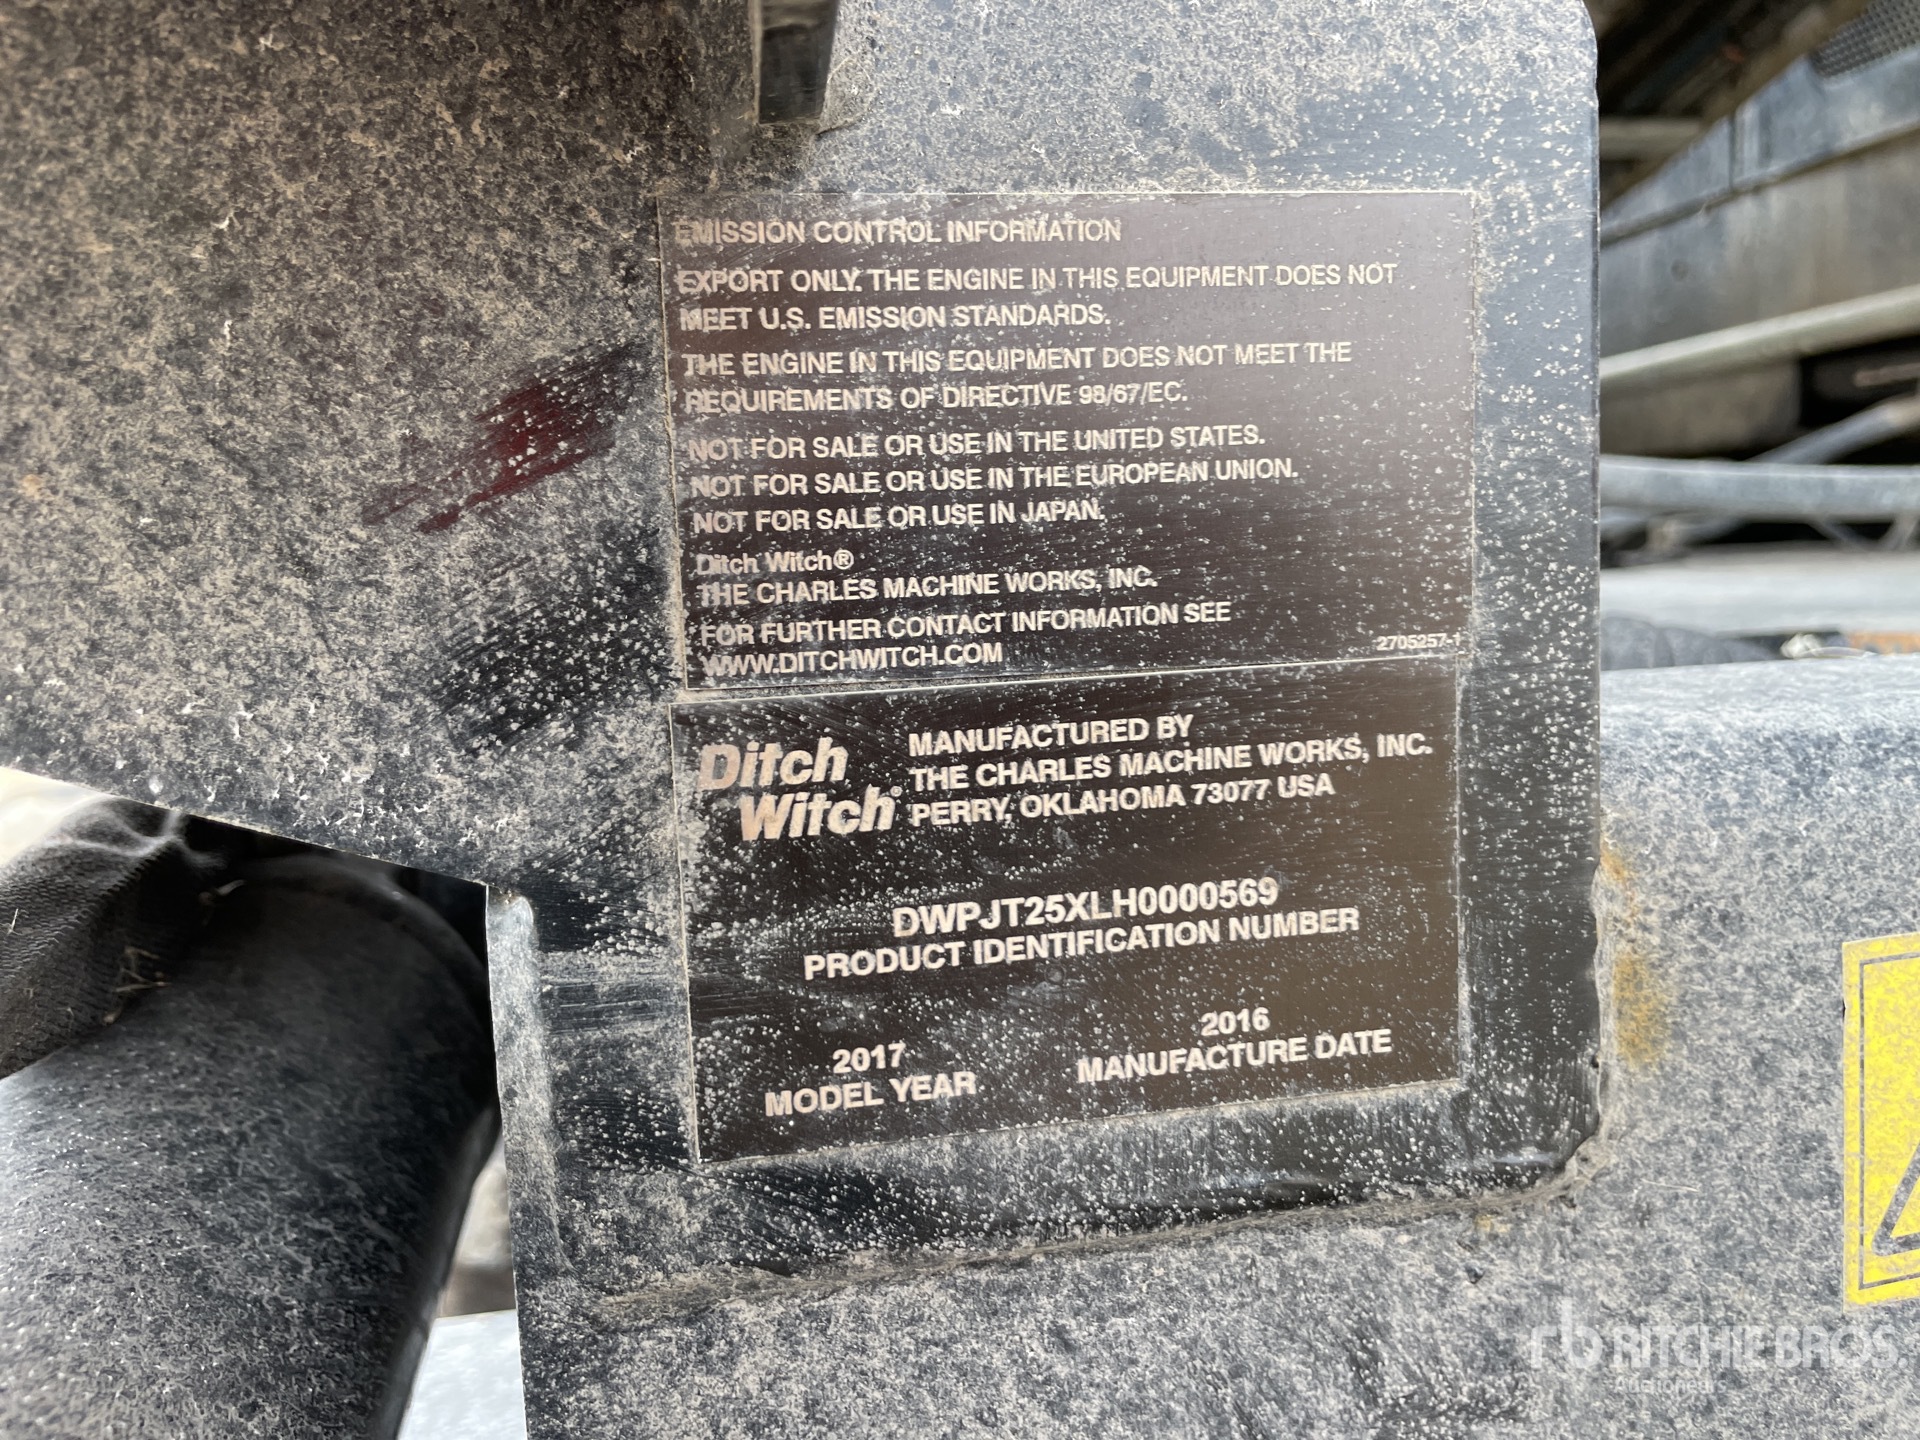 EMISSION CONTROL INFORMATION
EXPORT ONLY. THE ENGINE IN THIS EQUIPMENT DOES NOT
MEET U.S. EMISSION STANDARDS.
THE ENGINE IN THIS EQUIPMENT DOES NOT MEET THE
REQUIREMENTS OF DIRECTIVE 98/67/EC.
NOT FOR SALE OR USE IN THE UNITED STATES.
NOT FOR SALE OR USE IN THE EUROPEAN UNION.
NOT FOR SALE OR USE IN JAPAN.
Ditch Witch®
THE CHARLES MACHINE WORKS, INC.
FOR FURTHER CONTACT INFORMATION SEE
WWW.DITCHWITCH.COM
2705257-1
Ditch
Witch®
MANUFACTURED BY
THE CHARLES MACHINE WORKS, INC.
PERRY, OKLAHOMA 73077 USA
DWPJT25XLH0000569
PRODUCT IDENTIFICATION NUMBER
2017
MODEL YEAR
2016
MANUFACTURE DATE
rb RITCHIE BROS.
Auctioneers